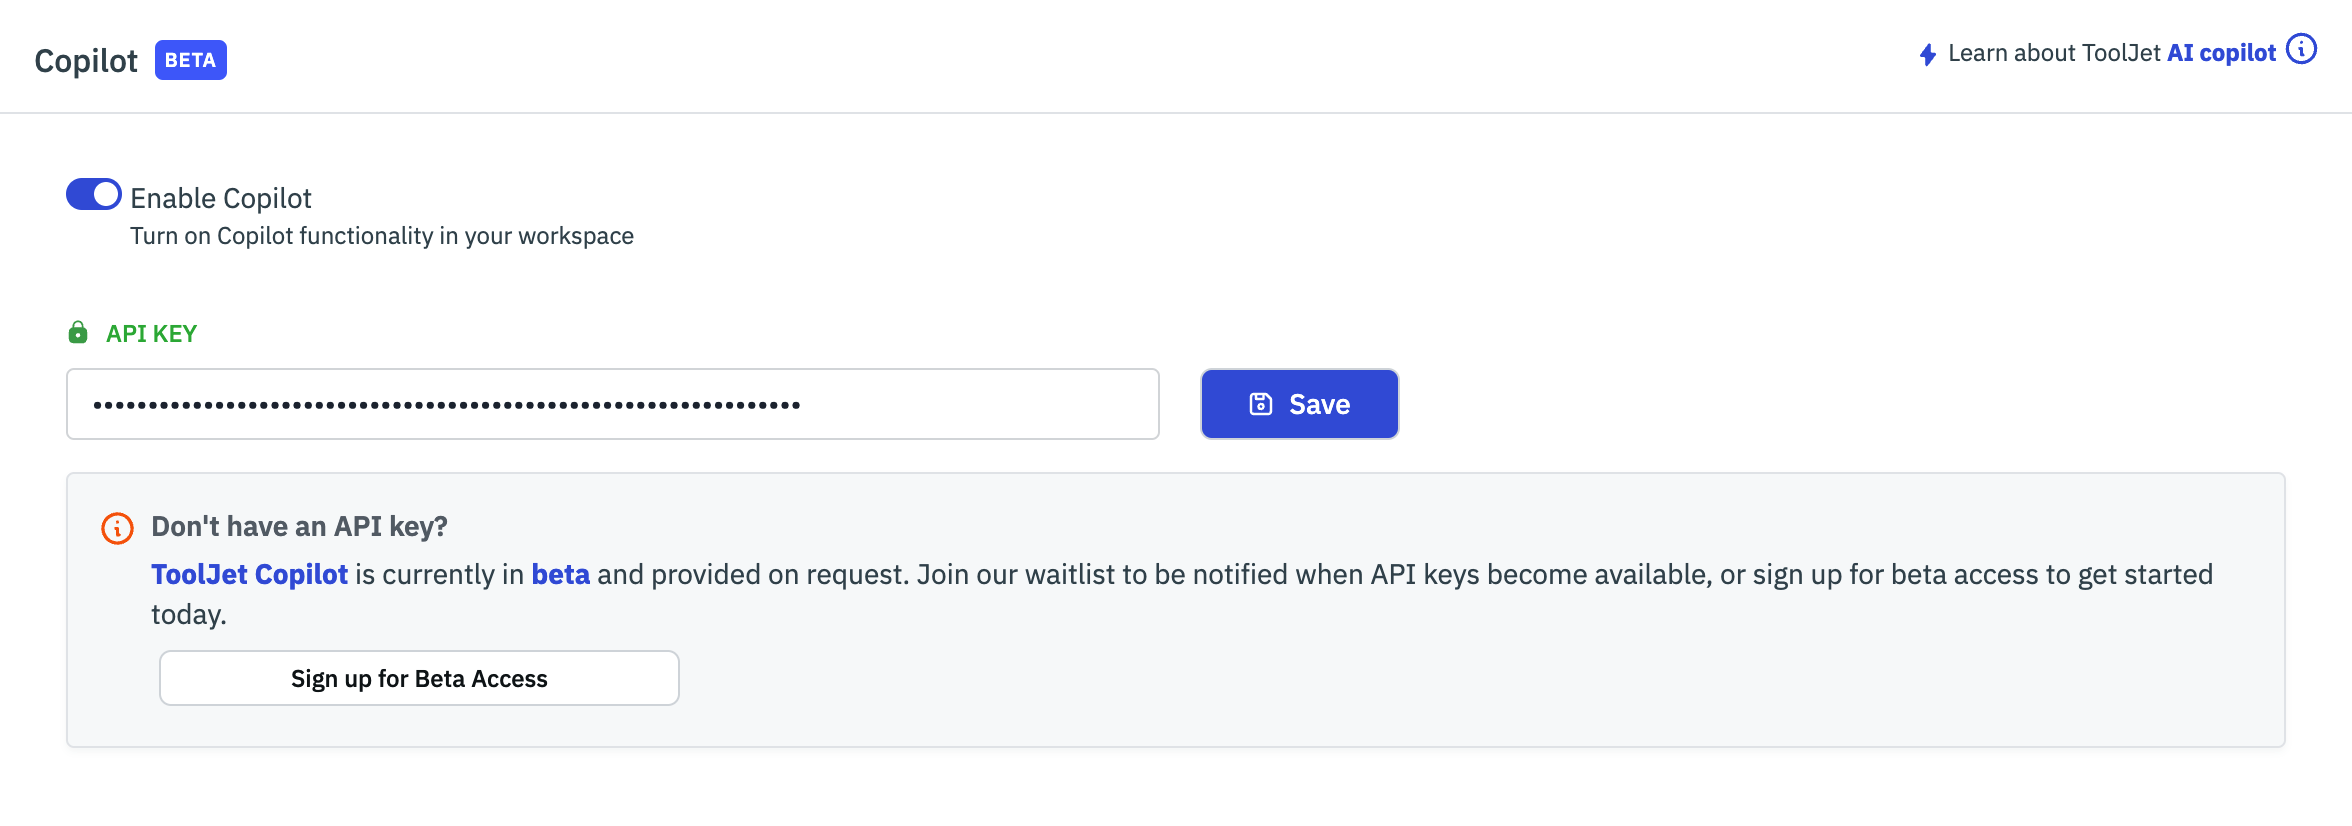 Copilot BETA
Learn about ToolJet AI copilot
Enable Copilot
Turn on Copilot functionality in your workspace
API KEY
Save
Don't have an API key?
ToolJet Copilot is currently in beta and provided on request. Join our waitlist to be notified when API keys become available, or sign up for beta access to get started
today.
Sign up for Beta Access